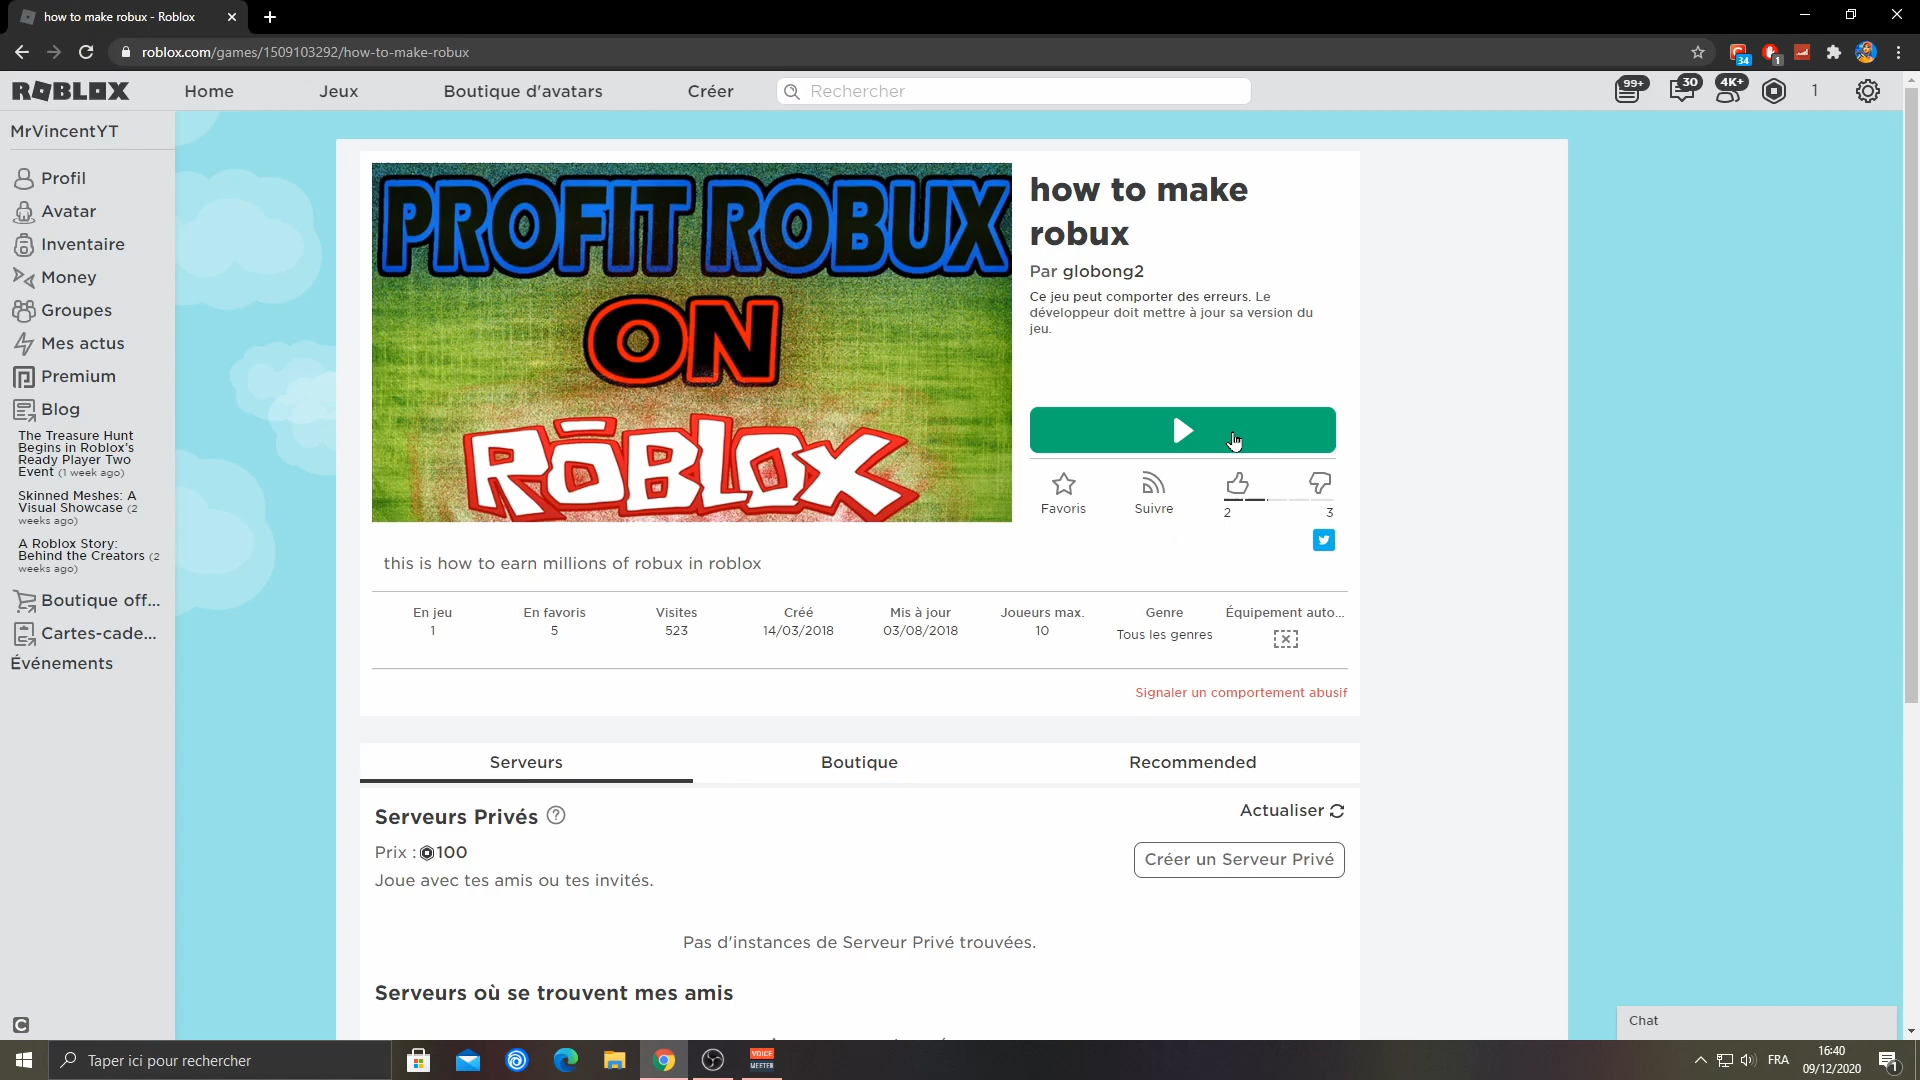 how to make robux - Roblox
roblox.com/games/1509103292/how-to-make-robux
34
1
ROBLOX
Home
Jeux
Boutique d'avatars
Créer
Rechercher
99+
30
4K+
1
MrVincentYT
Profil
Avatar
Inventaire
Money
Groupes
Mes actus
Premium
Blog
The Treasure Hunt
Begins in Roblox's
Ready Player Two
Event (1 week ago)
Skinned Meshes: A
Visual Showcase (2
weeks ago)
A Roblox Story:
Behind the Creators (2
weeks ago)
Boutique off...
Cartes-cade...
Événements
PROFIT ROBUX
ON
ROBLOX
how to make
robux
Par globong2
Ce jeu peut comporter des erreurs. Le
développeur doit mettre à jour sa version du
jeu.
Favoris
Suivre
2
3
this is how to earn millions of robux in roblox
En jeu
1
En favoris
5
Visites
523
Créé
14/03/2018
Mis à jour
03/08/2018
Joueurs max.
10
Genre
Tous les genres
Équipement auto...
Signaler un comportement abusif
Serveurs
Boutique
Recommended
Serveurs Privés
Actualiser
Prix : 100
Créer un Serveur Privé
Joue avec tes amis ou tes invités.
Pas d'instances de Serveur Privé trouvées.
Serveurs où se trouvent mes amis
Chat
Taper ici pour rechercher
VOICE
MEETER
FRA
16:40
09/12/2020
1